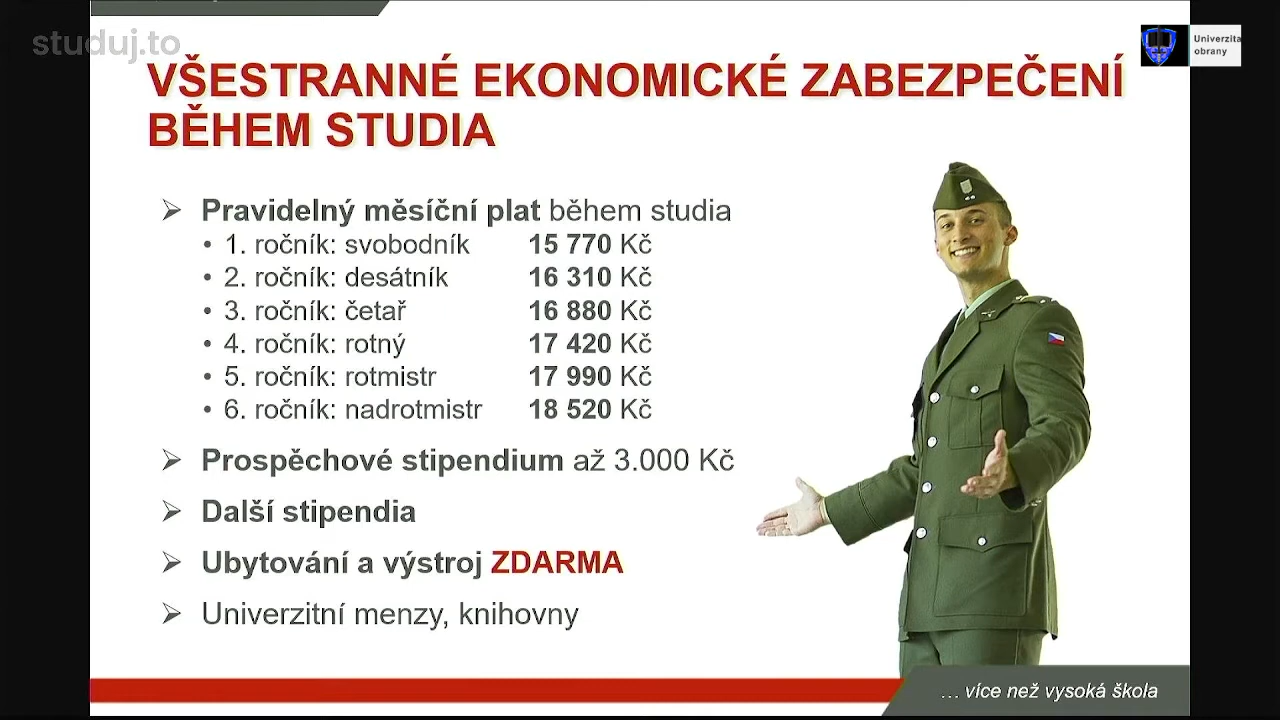 studuj.to
Univerzita
obrany
VŠESTRANNÉ EKONOMICKÉ ZABEZPEČENÍ
BĚHEM STUDIA
Pravidelný měsíční plat během studia
• 1. ročník: svobodník 15 770 Kč
• 2. ročník: desátník 16 310 Kč
• 3. ročník: četař 16 880 Kč
• 4. ročník: rotný 17 420 Kč
• 5. ročník: rotmistr 17 990 Kč
• 6. ročník: nadrotmistr 18 520 Kč
Prospěchové stipendium až 3.000 Kč
Další stipendia
Ubytování a výstroj ZDARMA
Univerzitní menzy, knihovny
... více než vysoká škola